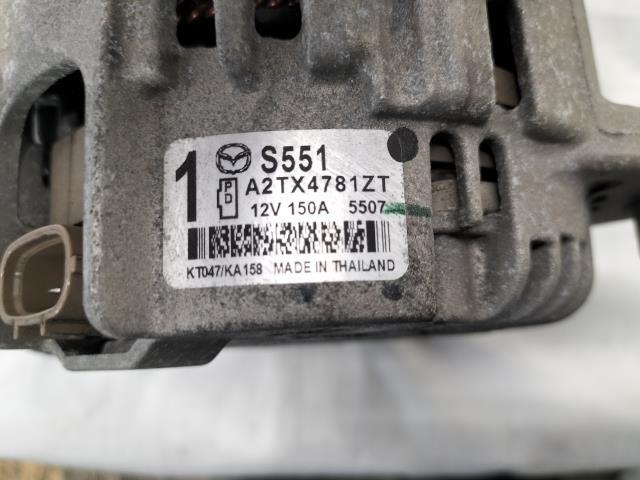 1
S551
P
D
A2TX4781ZT
12V 150A 5507
KT047/KA158 MADE IN THAILAND